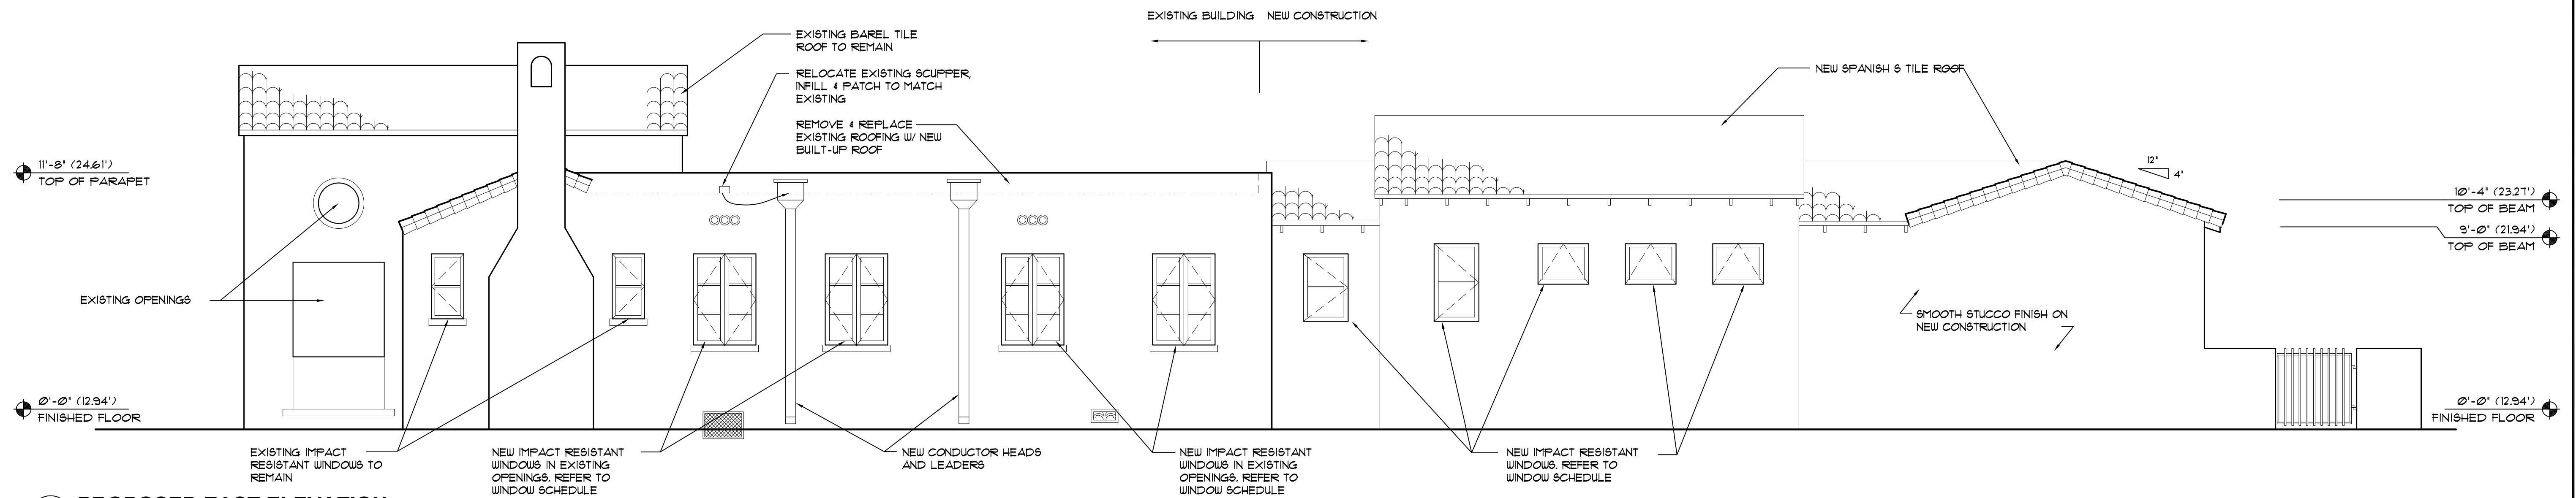 EXISTING BUILDING NEW CONSTRUCTION
EXISTING BAREL TILE
ROOF TO REMAIN
RELOCATE EXISTING SCUPPER,
INFILL & PATCH TO MATCH
EXISTING
REMOVE & REPLACE
EXISTING ROOFING W/ NEW
BUILT-UP ROOF
NEW SPANISH S TILE ROOF
11'-8" (24.61')
TOP OF PARAPET
12"
4"
10'-4" (23.27')
TOP OF BEAM
9'-0" (21.94')
TOP OF BEAM
EXISTING OPENINGS
SMOOTH STUCCO FINISH ON
NEW CONSTRUCTION
0'-0" (12.94')
FINISHED FLOOR
0'-0" (12.94')
FINISHED FLOOR
EXISTING IMPACT
RESISTANT WINDOWS TO
REMAIN
NEW IMPACT RESISTANT
WINDOWS IN EXISTING
OPENINGS. REFER TO
WINDOW SCHEDULE
NEW CONDUCTOR HEADS
AND LEADERS
NEW IMPACT RESISTANT
WINDOWS IN EXISTING
OPENINGS. REFER TO
WINDOW SCHEDULE
NEW IMPACT RESISTANT
WINDOWS. REFER TO
WINDOW SCHEDULE
PROPOSED EAST ELEVATION